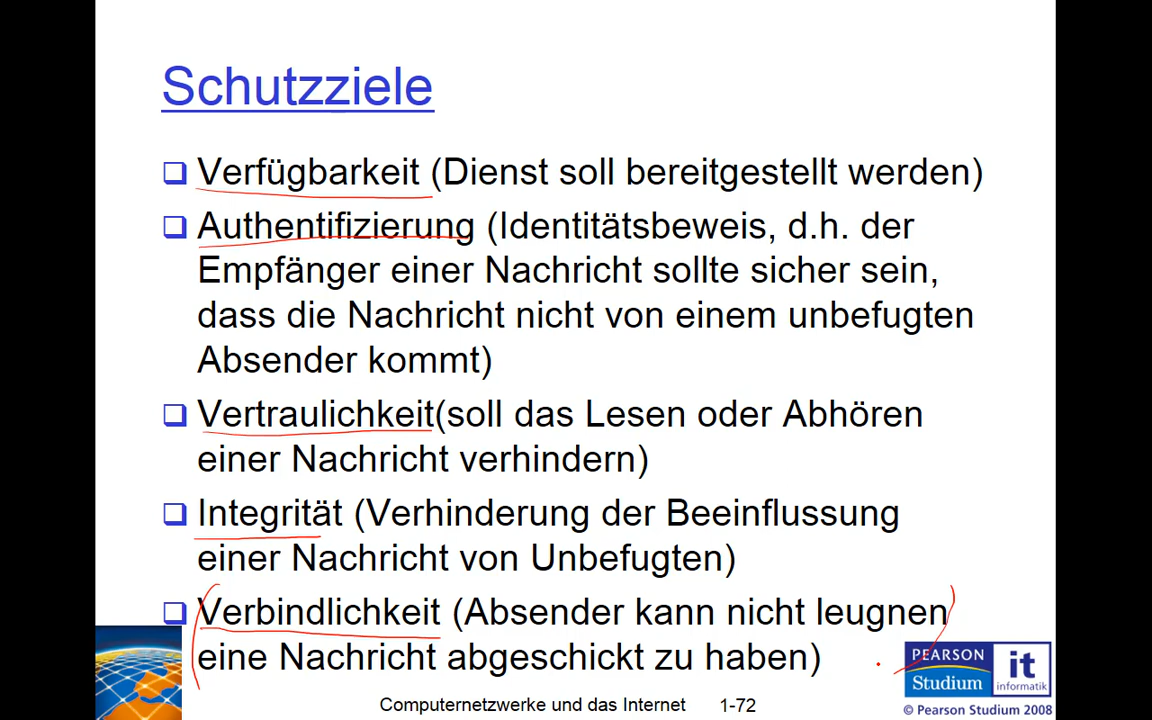 Schutzziele
Verfügbarkeit (Dienst soll bereitgestellt werden)
Authentifizierung (Identitätsbeweis, d.h. der
Empfänger einer Nachricht sollte sicher sein,
dass die Nachricht nicht von einem unbefugten
Absender kommt)
Vertraulichkeit(soll das Lesen oder Abhören
einer Nachricht verhindern)
Integrität (Verhinderung der Beeinflussung
einer Nachricht von Unbefugten)
Verbindlichkeit (Absender kann nicht leugnen
eine Nachricht abgeschickt zu haben)
PEARSON
Studium
it
informatik
Computernetzwerke und das Internet 1-72
© Pearson Studium 2008